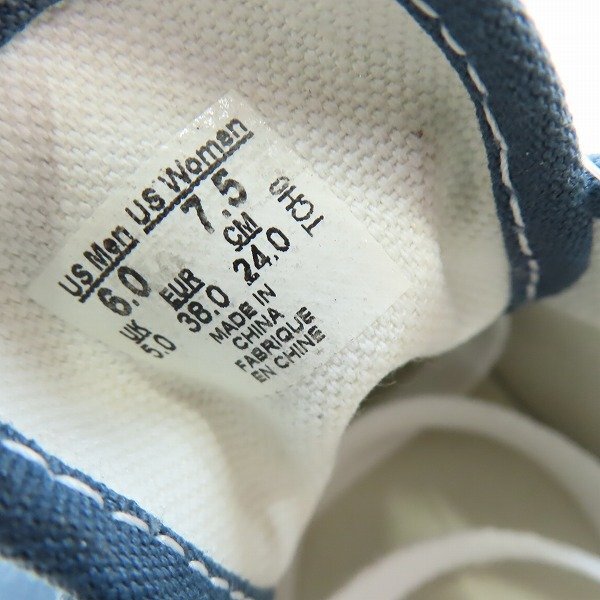 US Men US Women
6.0 7.5
UK EUR CM
5.0 38.0 24.0
MADE IN TCHO
CHINA
FABRIQUE
EN CHINE